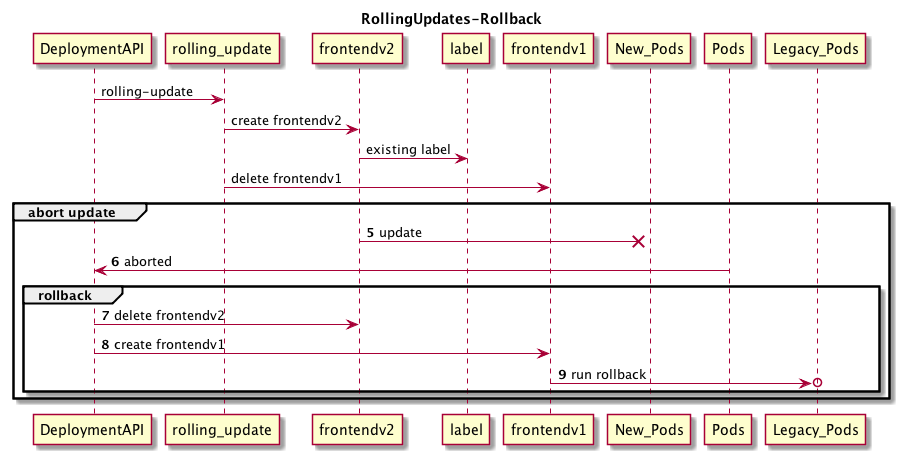 RollingUpdates-Rollback
DeploymentAPI rolling_update frontendv2 label frontendv1 New_Pods Pods Legacy_Pods
rolling-update
create frontendv2
existing label
delete frontendv1
abort update
5 update
6 aborted
rollback
7 delete frontendv2
8 create frontendv1
9 run rollback
DeploymentAPI rolling_update frontendv2 label frontendv1 New_Pods Pods Legacy_Pods